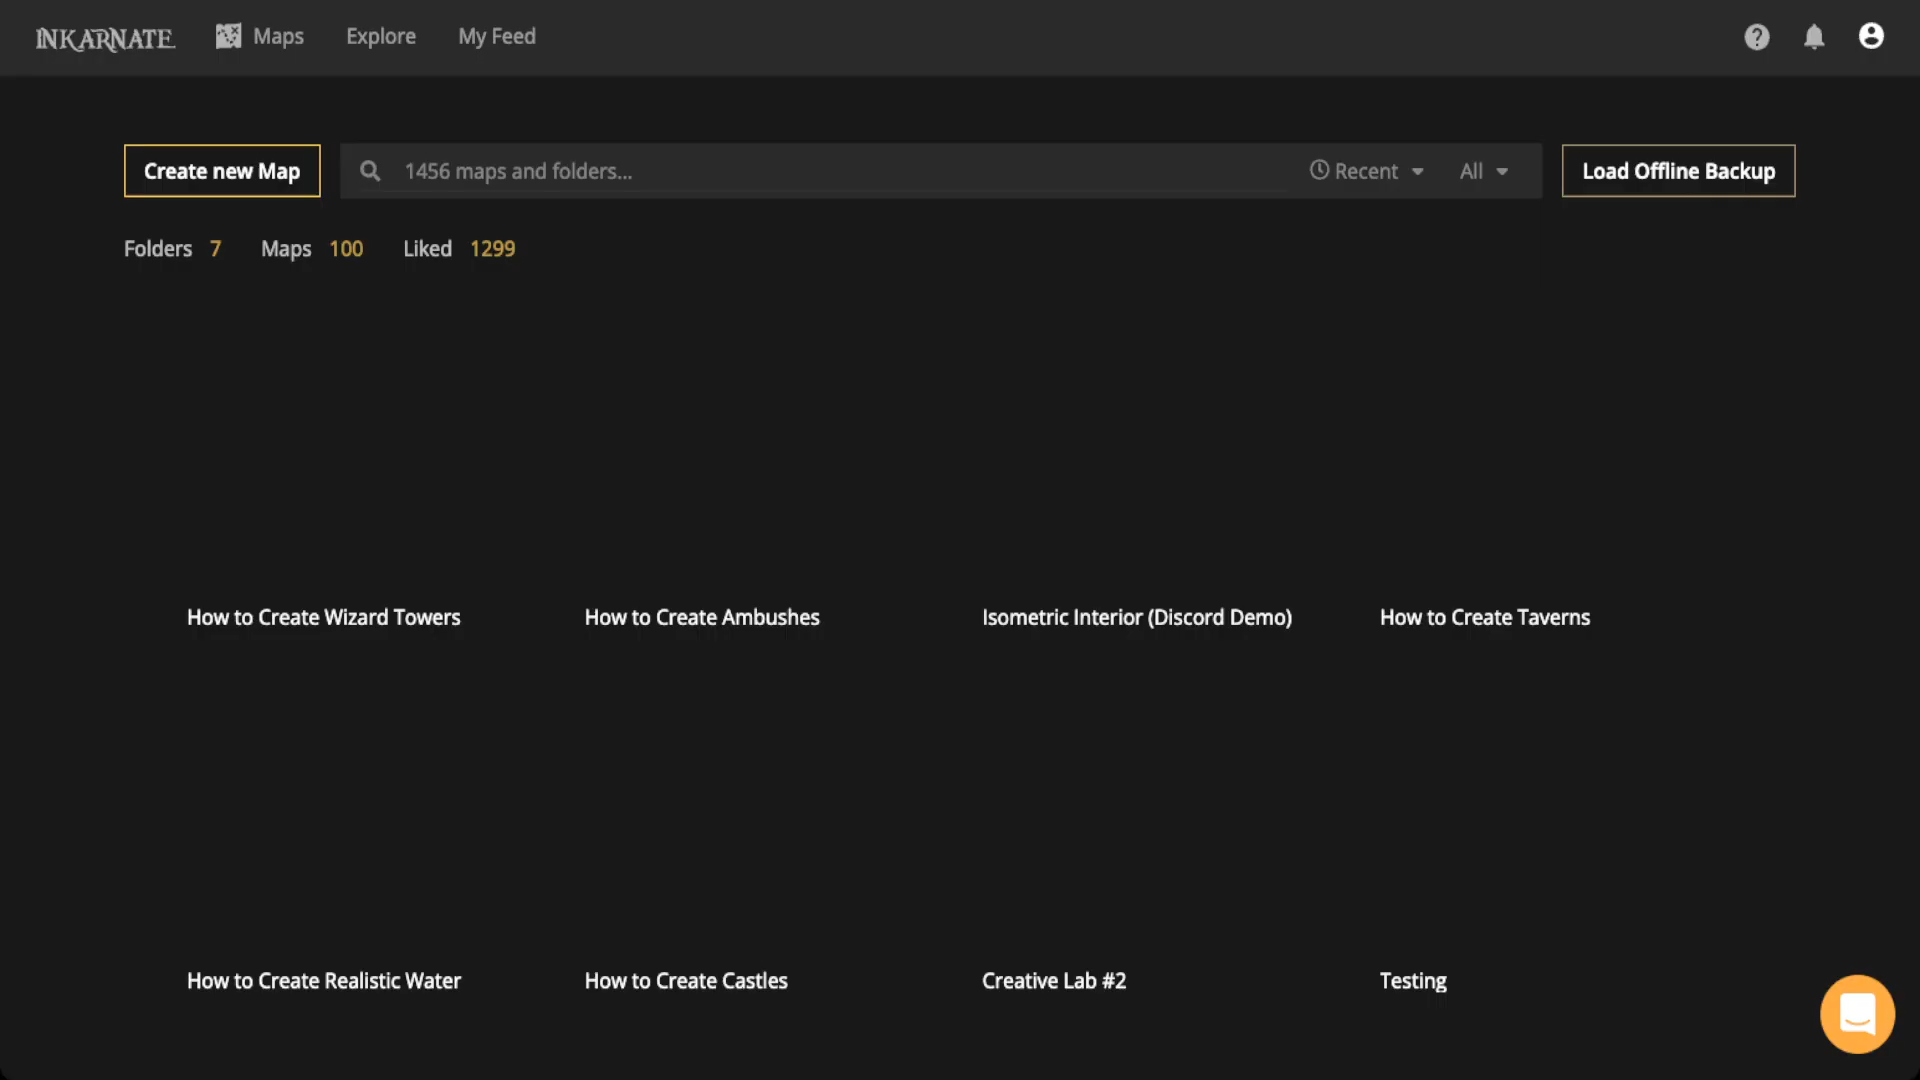 INKARNATE Maps Explore My Feed
Create new Map
1456 maps and folders...
Recent
All
Load Offline Backup
Folders 7 Maps 100 Liked 1299
How to Create Wizard Towers
How to Create Ambushes
Isometric Interior (Discord Demo)
How to Create Taverns
How to Create Realistic Water
How to Create Castles
Creative Lab #2
Testing